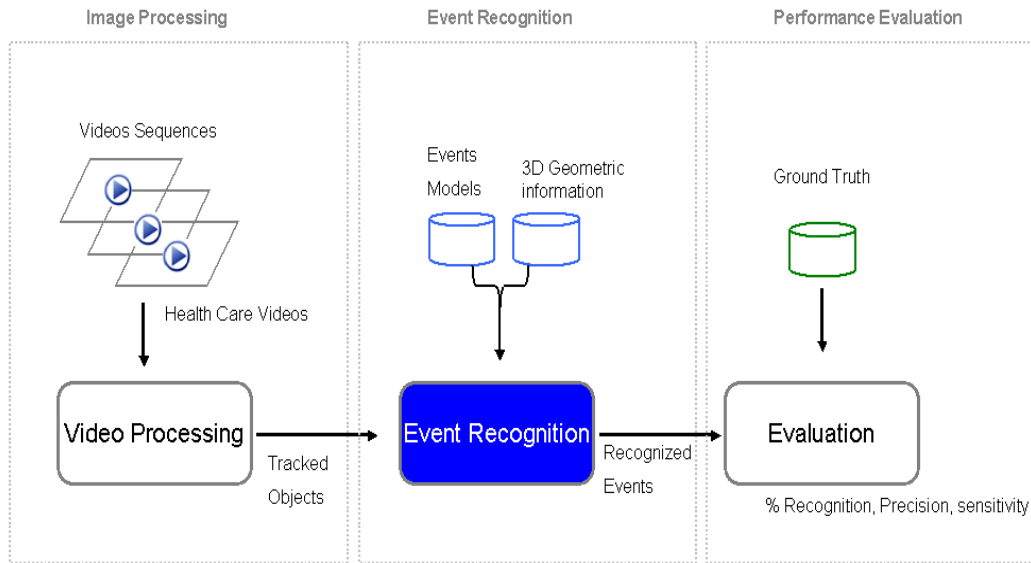 Image Processing
Event Recognition
Performance Evaluation
Videos Sequences
Health Care Videos
Video Processing
Tracked
Objects
Events
Models
3D Geometric
information
Event Recognition
Recognized
Events
Ground Truth
Evaluation
% Recognition, Precision, sensitivity